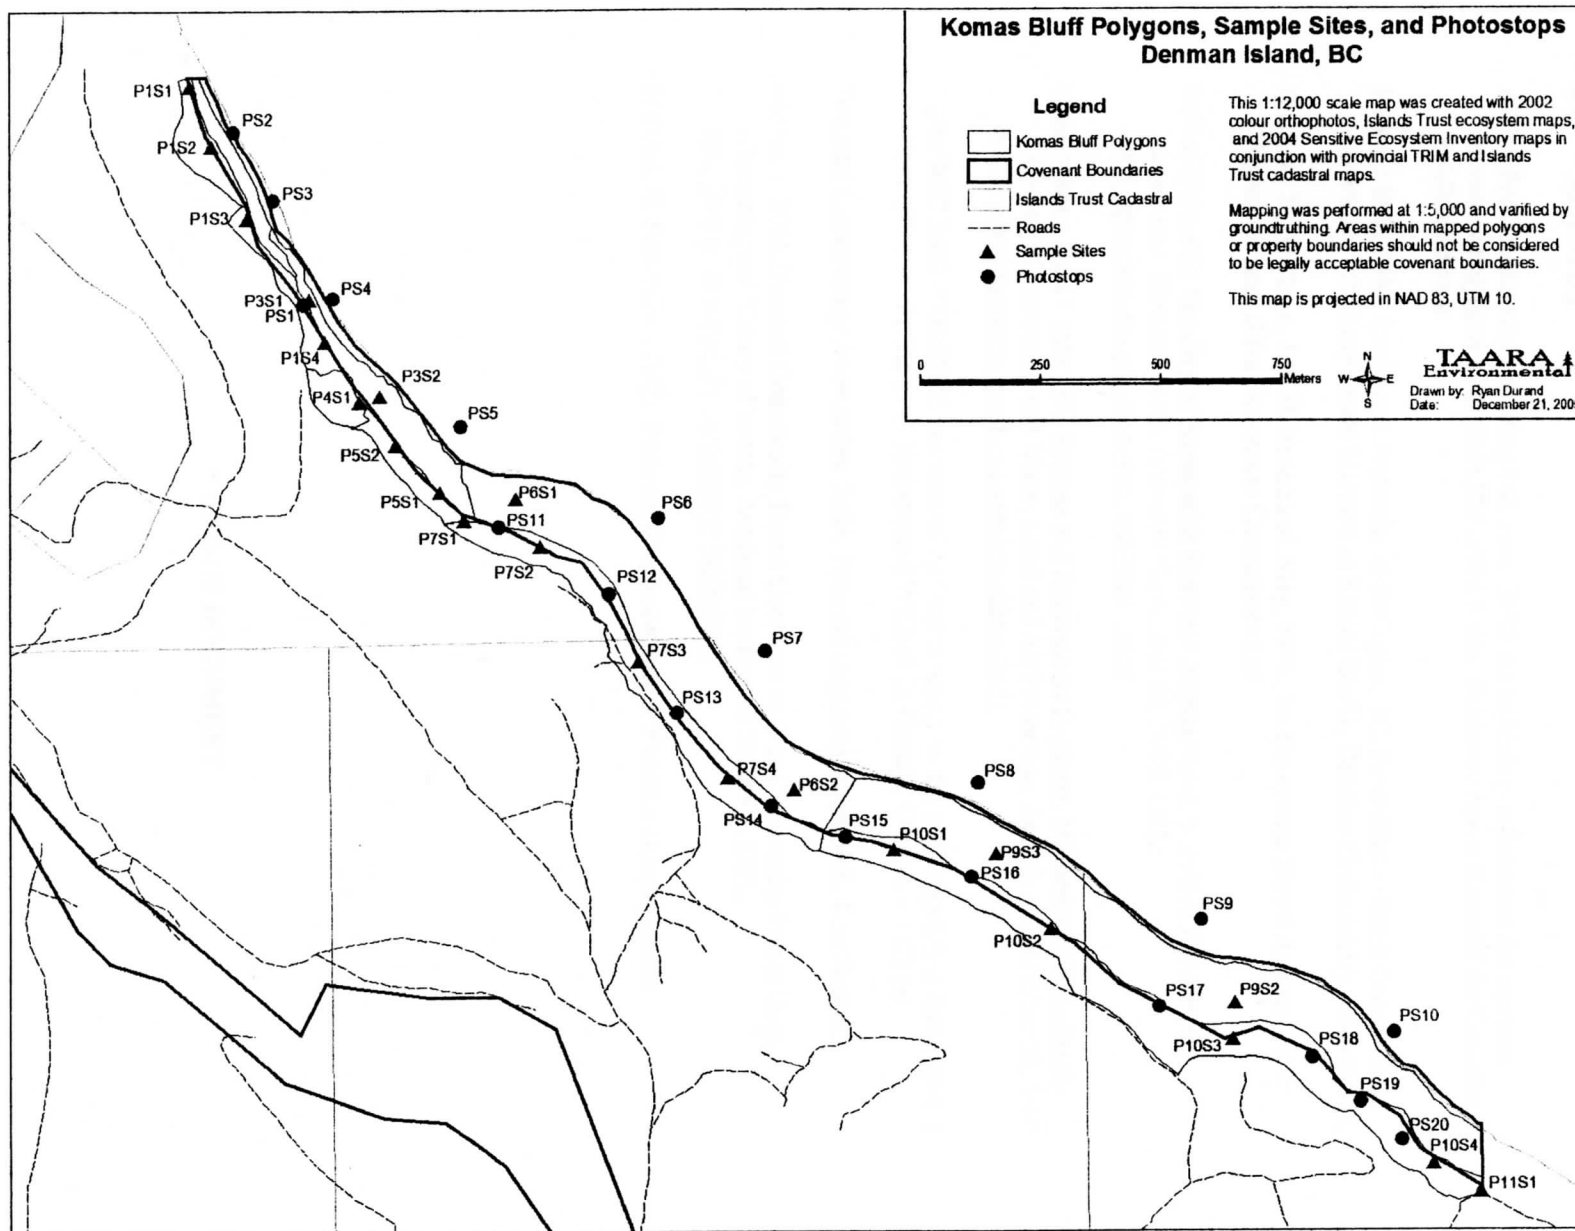 Komas Bluff Polygons, Sample Sites, and Photostops
Denman Island, BC
Legend
Komas Bluff Polygons
Covenant Boundaries
Islands Trust Cadastral
Roads
Sample Sites
Photostops
This 1:12,000 scale map was created with 2002
colour orthophotos, Islands Trust ecosystem maps,
and 2004 Sensitive Ecosystem Inventory maps in
conjunction with provincial TRIM and Islands
Trust cadastral maps.
Mapping was performed at 1:5,000 and varified by
groundtruthing. Areas within mapped polygons
or property boundaries should not be considered
to be legally acceptable covenant boundaries.
This map is projected in NAD 83, UTM 10.
0 250 500 750
Meters
N
W E
S
TAARA
Environmental
Drawn by: Ryan Durand
Date: December 21, 200
P1S1
PS2
P1S2
PS3
P1S3
PS4
P3S1
PS1
P1S4
P3S2
P4S1
PS5
P5S2
P5S1
P6S1
PS6
PS11
P7S1
P7S2
PS12
PS7
P7S3
PS13
PS8
P7S4
P6S2
PS14
PS15
P10S1
P9S3
PS16
PS9
P10S2
P9S2
PS17
PS10
P10S3
PS18
PS19
PS20
P10S4
P11S1